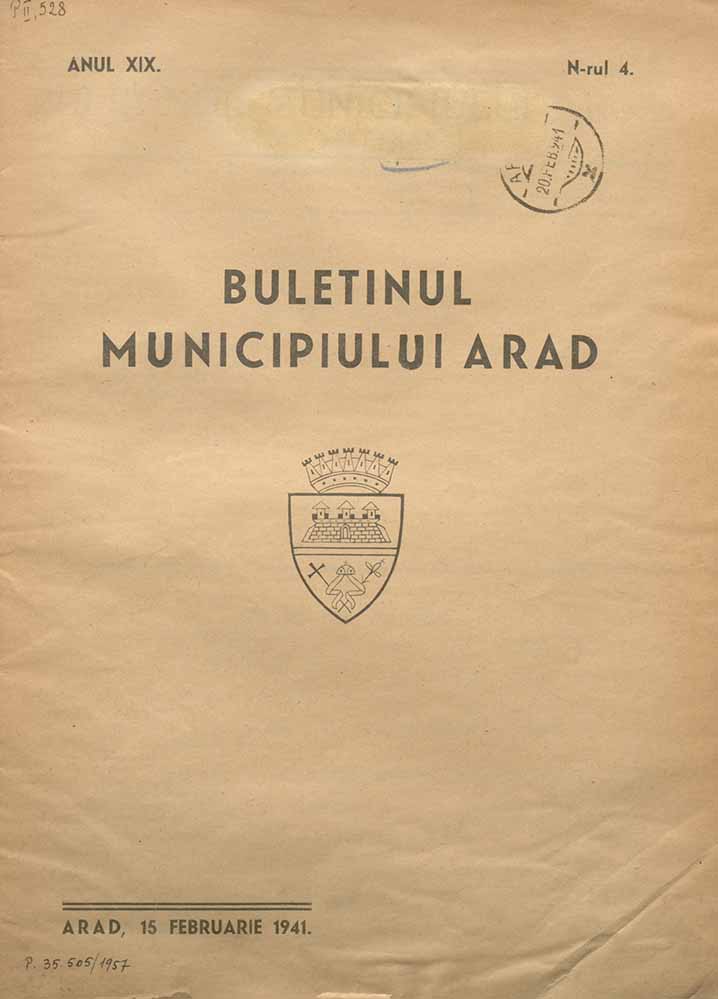 P II, 528
ANUL XIX.
N-rul 4.
20.FEB.941
BULETINUL
MUNICIPIULUI ARAD
ARAD, 15 FEBRUARIE 1941.
P. 35.505/1957